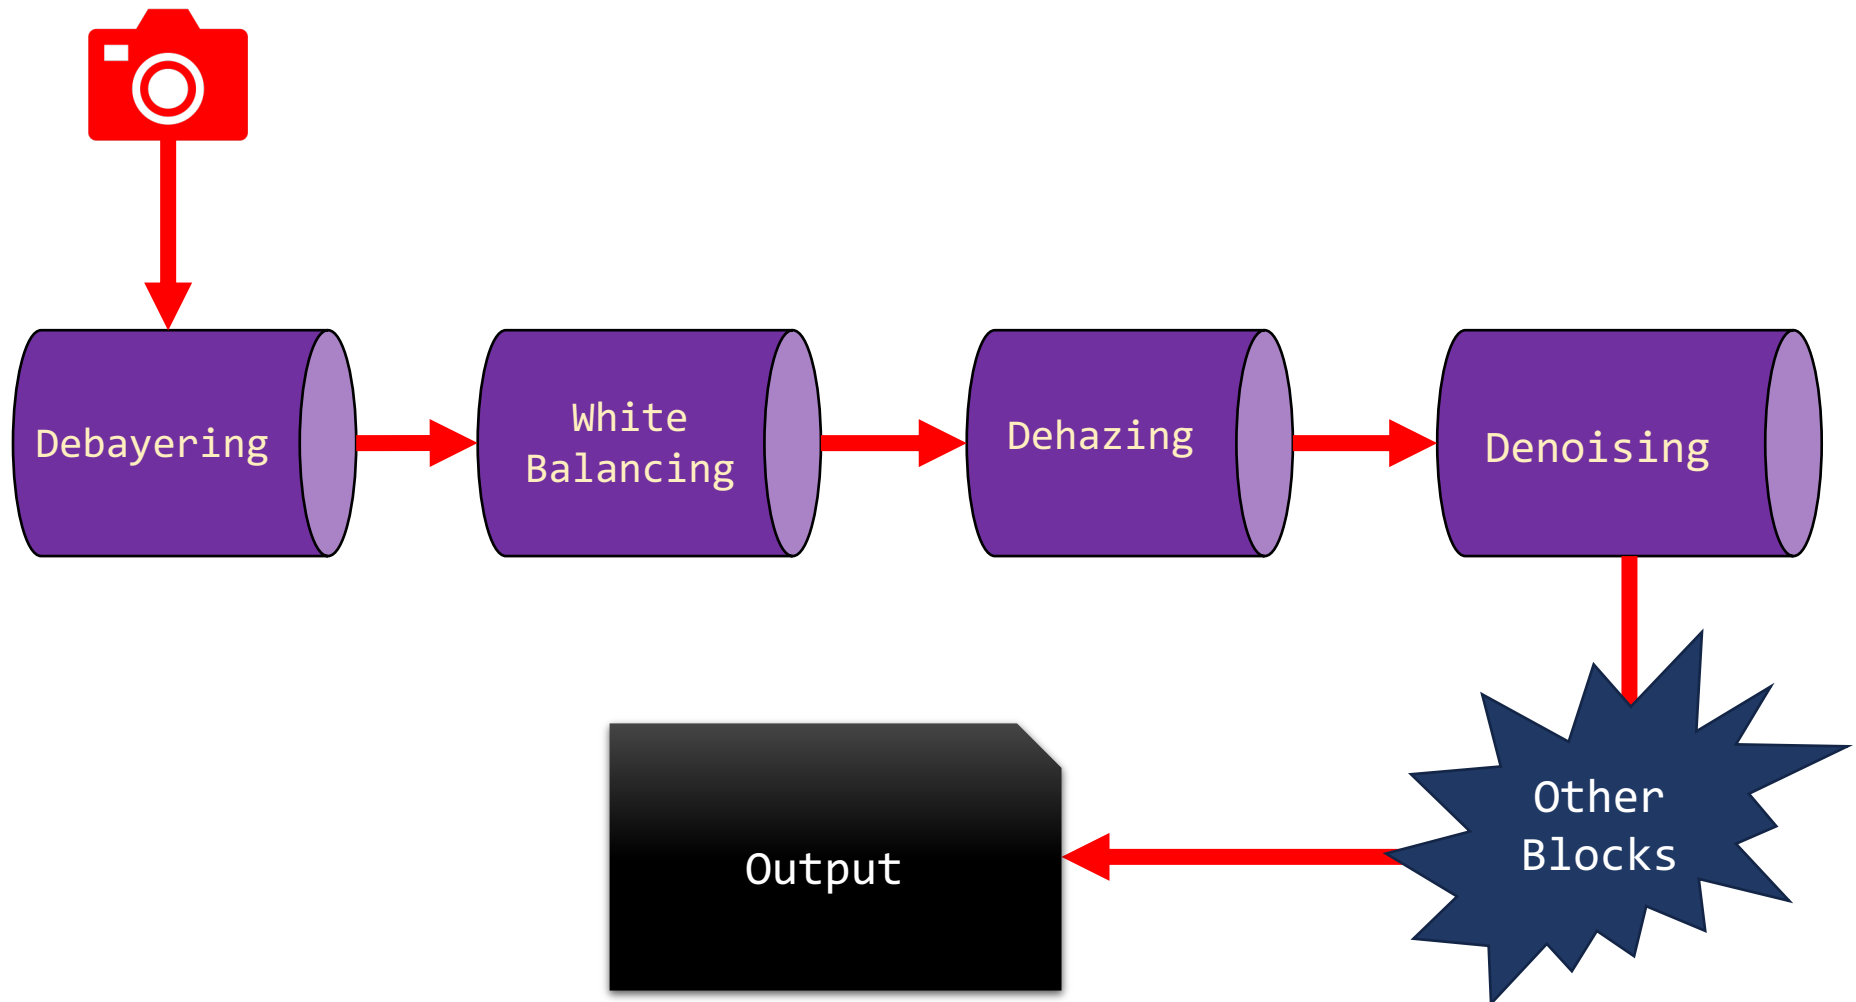 Debayering
White
Balancing
Dehazing
Denoising
Other
Blocks
Output